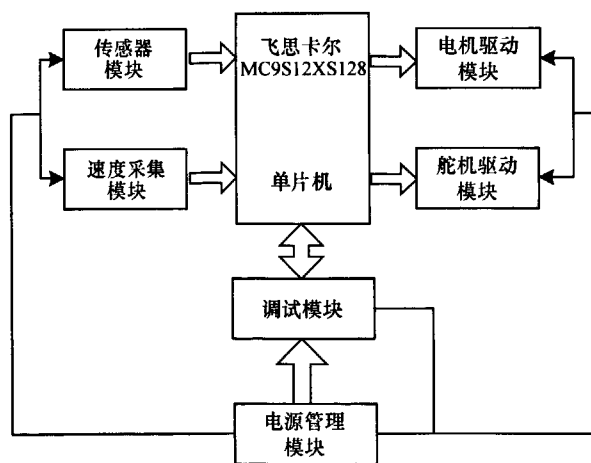 传感器
模块
飞思卡尔
MC9S12XS128
单片机
电机驱动
模块
速度采集
模块
舵机驱动
模块
调试模块
电源管理
模块